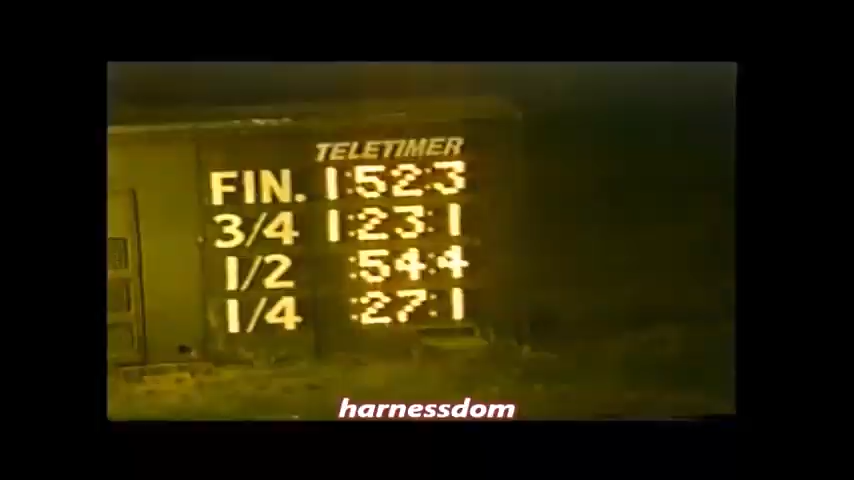 TELETIMER
FIN. 1:52:3
3/4 1:23:1
1/2 :54:4
1/4 :27:1
harnessdom